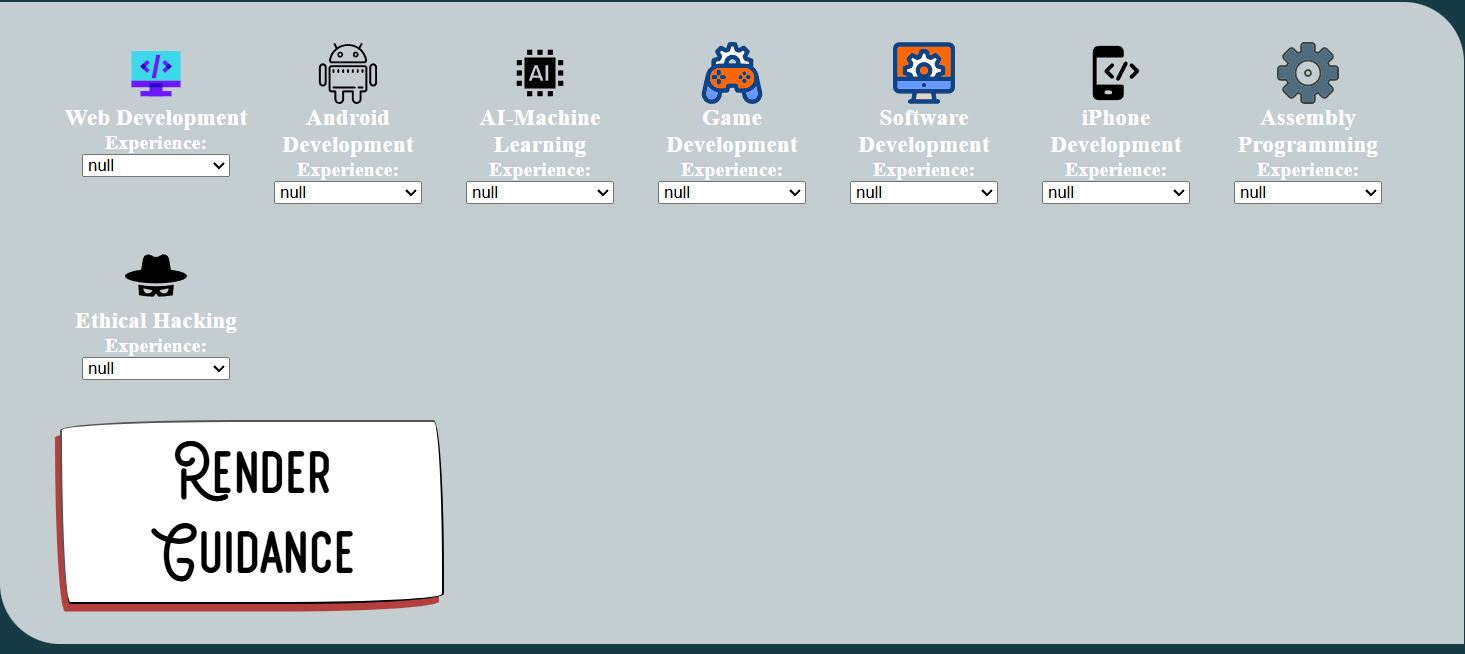 </>
AI
</>
Web Development
Experience:
null
Android
Development
Experience:
null
AI-Machine
Learning
Experience:
null
Game
Development
Experience:
null
Software
Development
Experience:
null
iPhone
Development
Experience:
null
Assembly
Programming
Experience:
null
Ethical Hacking
Experience:
null
Render
Guidance